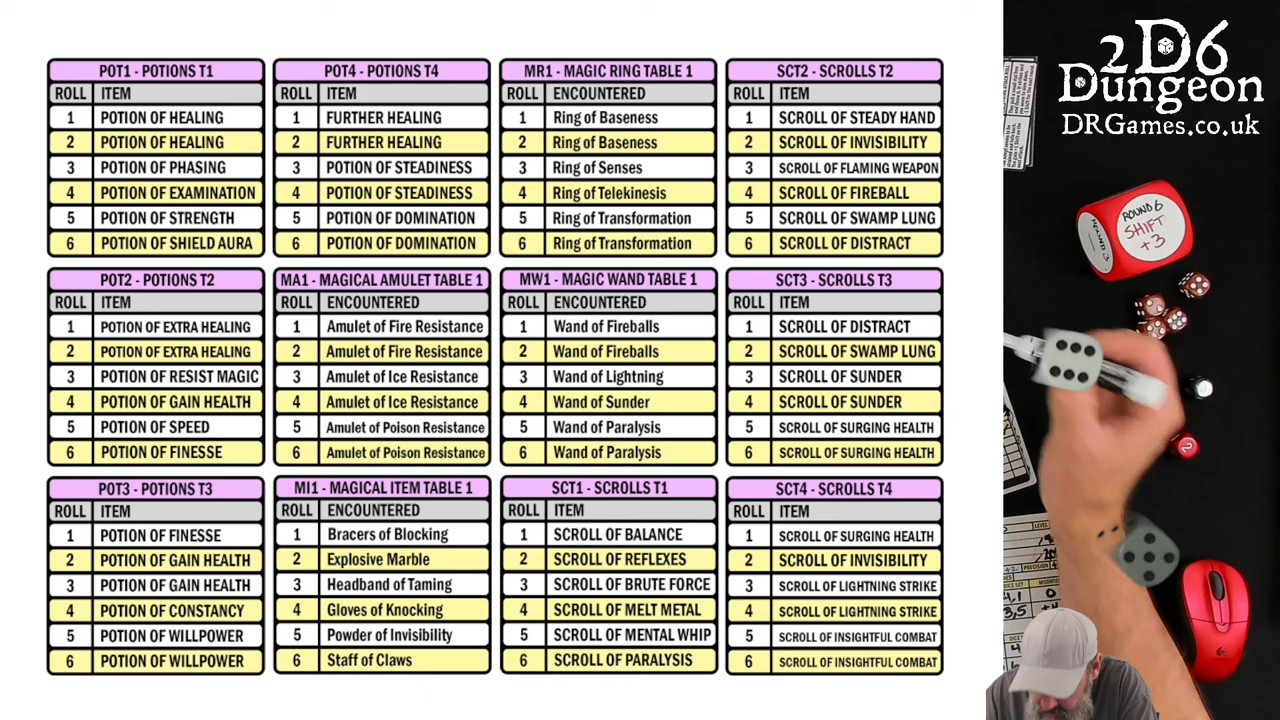 POT1 - POTIONS T1
ROLL ITEM
1 POTION OF HEALING
2 POTION OF HEALING
3 POTION OF PHASING
4 POTION OF EXAMINATION
5 POTION OF STRENGTH
6 POTION OF SHIELD AURA
POT4 - POTIONS T4
ROLL ITEM
1 FURTHER HEALING
2 FURTHER HEALING
3 POTION OF STEADINESS
4 POTION OF STEADINESS
5 POTION OF DOMINATION
6 POTION OF DOMINATION
MR1 - MAGIC RING TABLE 1
ROLL ENCOUNTERED
1 Ring of Baseness
2 Ring of Baseness
3 Ring of Senses
4 Ring of Telekinesis
5 Ring of Transformation
6 Ring of Transformation
SCT2 - SCROLLS T2
ROLL ITEM
1 SCROLL OF STEADY HAND
2 SCROLL OF INVISIBILITY
3 SCROLL OF FLAMING WEAPON
4 SCROLL OF FIREBALL
5 SCROLL OF SWAMP LUNG
6 SCROLL OF DISTRACT
POT2 - POTIONS T2
ROLL ITEM
1 POTION OF EXTRA HEALING
2 POTION OF EXTRA HEALING
3 POTION OF RESIST MAGIC
4 POTION OF GAIN HEALTH
5 POTION OF SPEED
6 POTION OF FINESSE
MA1 - MAGICAL AMULET TABLE 1
ROLL ENCOUNTERED
1 Amulet of Fire Resistance
2 Amulet of Fire Resistance
3 Amulet of Ice Resistance
4 Amulet of Ice Resistance
5 Amulet of Poison Resistance
6 Amulet of Poison Resistance
MW1 - MAGIC WAND TABLE 1
ROLL ENCOUNTERED
1 Wand of Fireballs
2 Wand of Fireballs
3 Wand of Lightning
4 Wand of Sunder
5 Wand of Paralysis
6 Wand of Paralysis
SCT3 - SCROLLS T3
ROLL ITEM
1 SCROLL OF DISTRACT
2 SCROLL OF SWAMP LUNG
3 SCROLL OF SUNDER
4 SCROLL OF SUNDER
5 SCROLL OF SURGING HEALTH
6 SCROLL OF SURGING HEALTH
POT3 - POTIONS T3
ROLL ITEM
1 POTION OF FINESSE
2 POTION OF GAIN HEALTH
3 POTION OF GAIN HEALTH
4 POTION OF CONSTANCY
5 POTION OF WILLPOWER
6 POTION OF WILLPOWER
MI1 - MAGICAL ITEM TABLE 1
ROLL ENCOUNTERED
1 Bracers of Blocking
2 Explosive Marble
3 Headband of Taming
4 Gloves of Knocking
5 Powder of Invisibility
6 Staff of Claws
SCT1 - SCROLLS T1
ROLL ITEM
1 SCROLL OF BALANCE
2 SCROLL OF REFLEXES
3 SCROLL OF BRUTE FORCE
4 SCROLL OF MELT METAL
5 SCROLL OF MENTAL WHIP
6 SCROLL OF PARALYSIS
SCT4 - SCROLLS T4
ROLL ITEM
1 SCROLL OF SURGING HEALTH
2 SCROLL OF INVISIBILITY
3 SCROLL OF LIGHTNING STRIKE
4 SCROLL OF LIGHTNING STRIKE
5 SCROLL OF INSIGHTFUL COMBAT
6 SCROLL OF INSIGHTFUL COMBAT
2D6
Dungeon
DRGames.co.uk
ROUND 6
SHIFT
+3